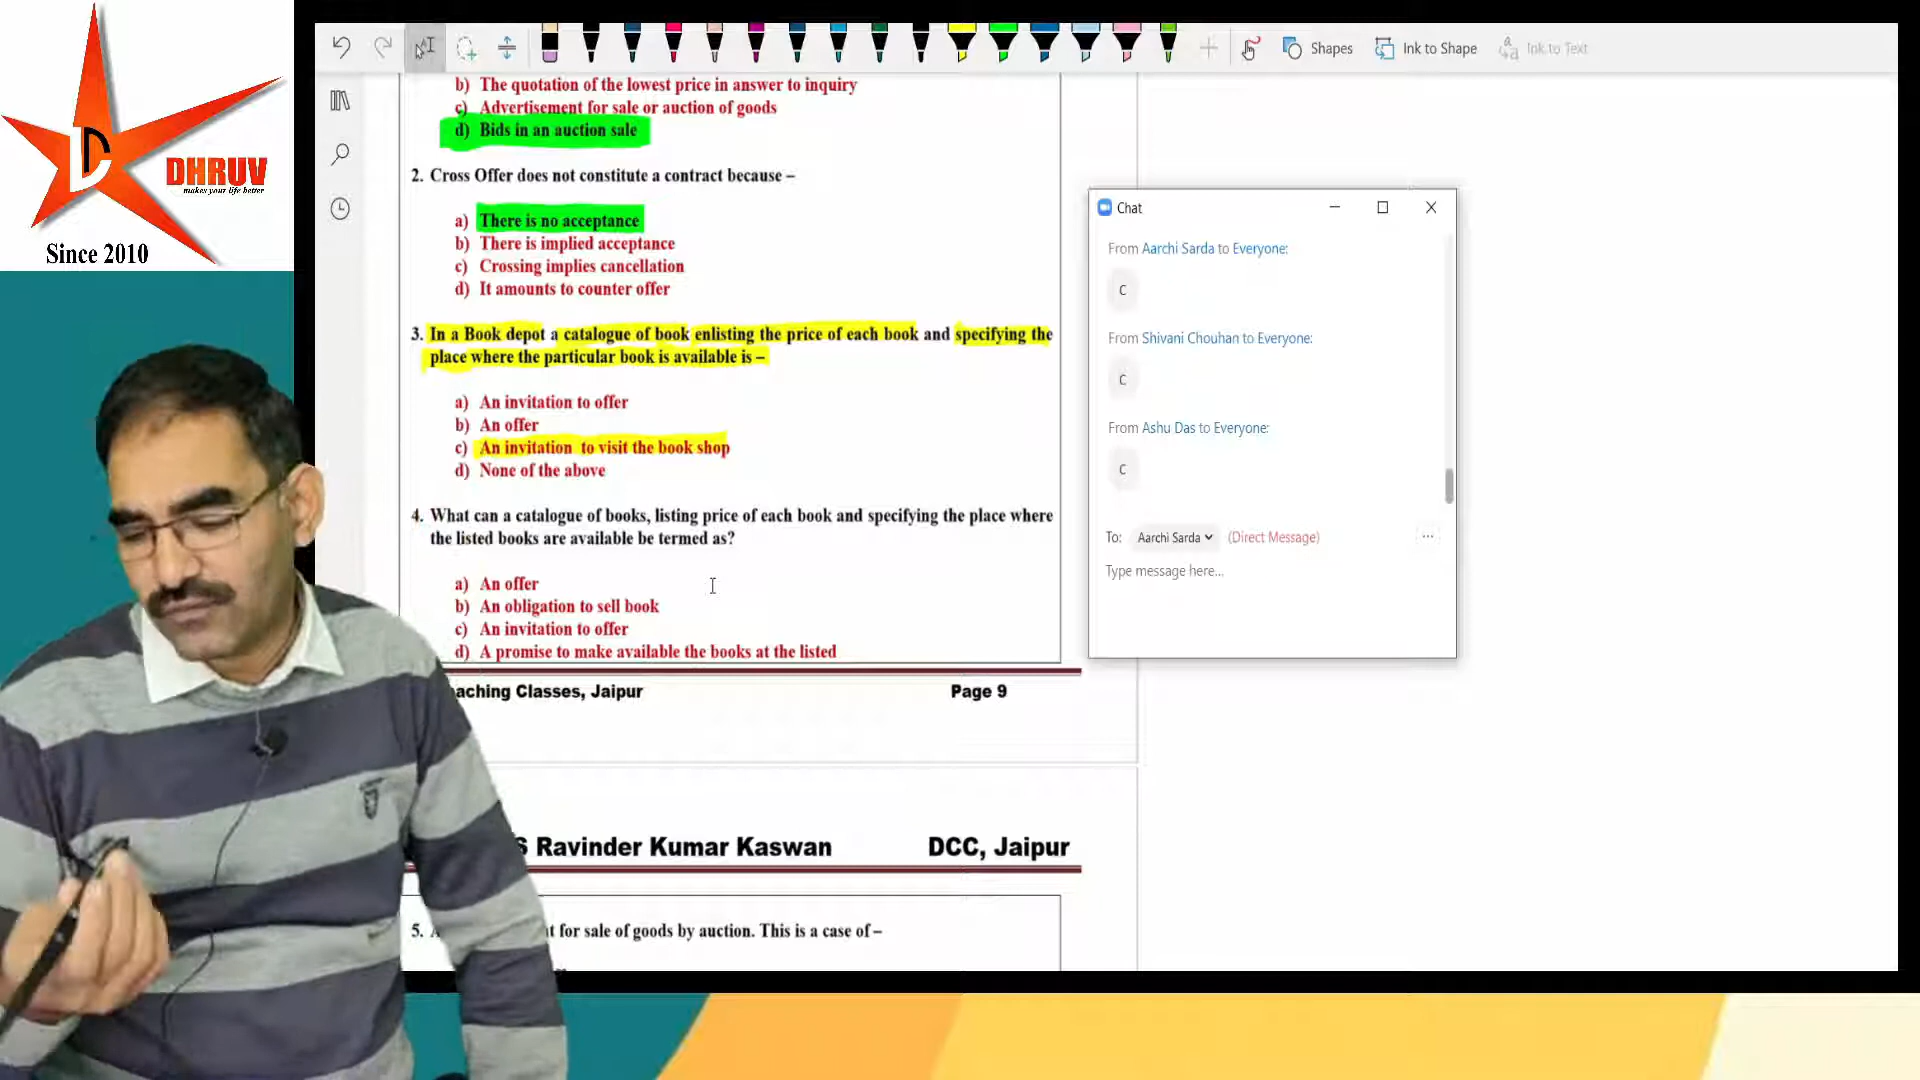 DC
DHRUV
makes your life better
Since 2010
Shapes
Ink to Shape
Ink to Text
b) The quotation of the lowest price in answer to inquiry
c) Advertisement for sale or auction of goods
d) Bids in an auction sale
2. Cross Offer does not constitute a contract because –
a) There is no acceptance
b) There is implied acceptance
c) Crossing implies cancellation
d) It amounts to counter offer
3. In a Book depot a catalogue of book enlisting the price of each book and specifying the
place where the particular book is available is –
a) An invitation to offer
b) An offer
c) An invitation to visit the book shop
d) None of the above
4. What can a catalogue of books, listing price of each book and specifying the place where
the listed books are available be termed as?
a) An offer
b) An obligation to sell book
c) An invitation to offer
d) A promise to make available the books at the listed
aching Classes, Jaipur Page 9
S Ravinder Kumar Kaswan DCC, Jaipur
5. A
for sale of goods by auction. This is a case of –
Chat
From Aarchi Sarda to Everyone:
C
From Shivani Chouhan to Everyone:
C
From Ashu Das to Everyone:
C
To: Aarchi Sarda (Direct Message) ...
Type message here...